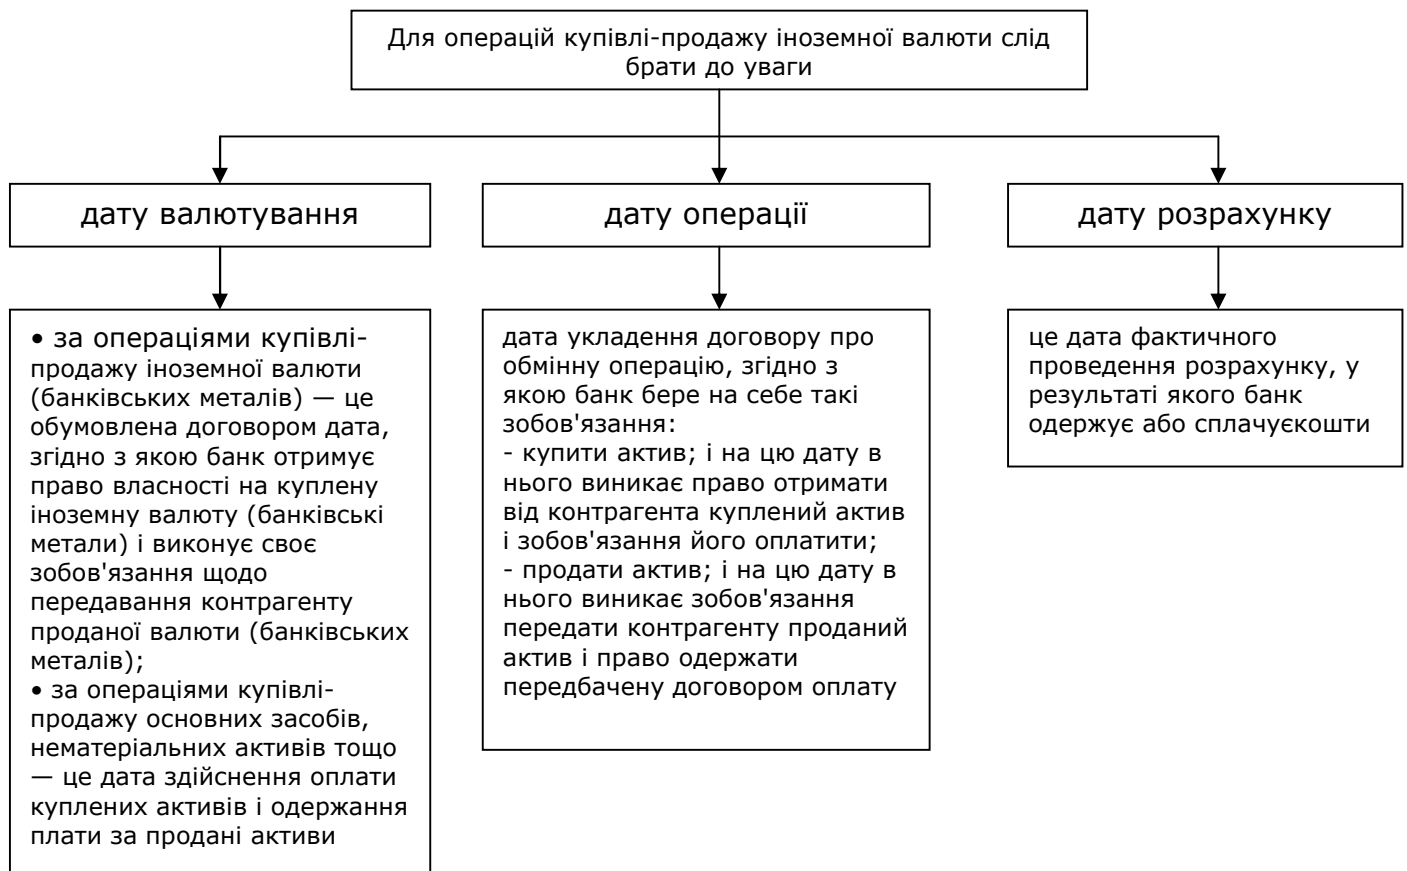 Для операцій купівлі-продажу іноземної валюти слід
брати до уваги
дату валютування
дату операції
дату розрахунку
• за операціями купівлі-
продажу іноземної валюти
(банківських металів) — це
обумовлена договором дата,
згідно з якою банк отримує
право власності на куплену
іноземну валюту (банківські
метали) і виконує своє
зобов'язання щодо
передавання контрагенту
проданої валюти (банківських
металів);
• за операціями купівлі-
продажу основних засобів,
нематеріальних активів тощо
— це дата здійснення оплати
куплених активів і одержання
плати за продані активи
дата укладення договору про
обмінну операцію, згідно з
якою банк бере на себе такі
зобов'язання:
- купити актив; і на цю дату в
нього виникає право отримати
від контрагента куплений актив
і зобов'язання його оплатити;
- продати актив; і на цю дату в
нього виникає зобов'язання
передати контрагенту проданий
актив і право одержати
передбачену договором оплату
це дата фактичного
проведення розрахунку, у
результаті якого банк
одержує або сплачуєкошти